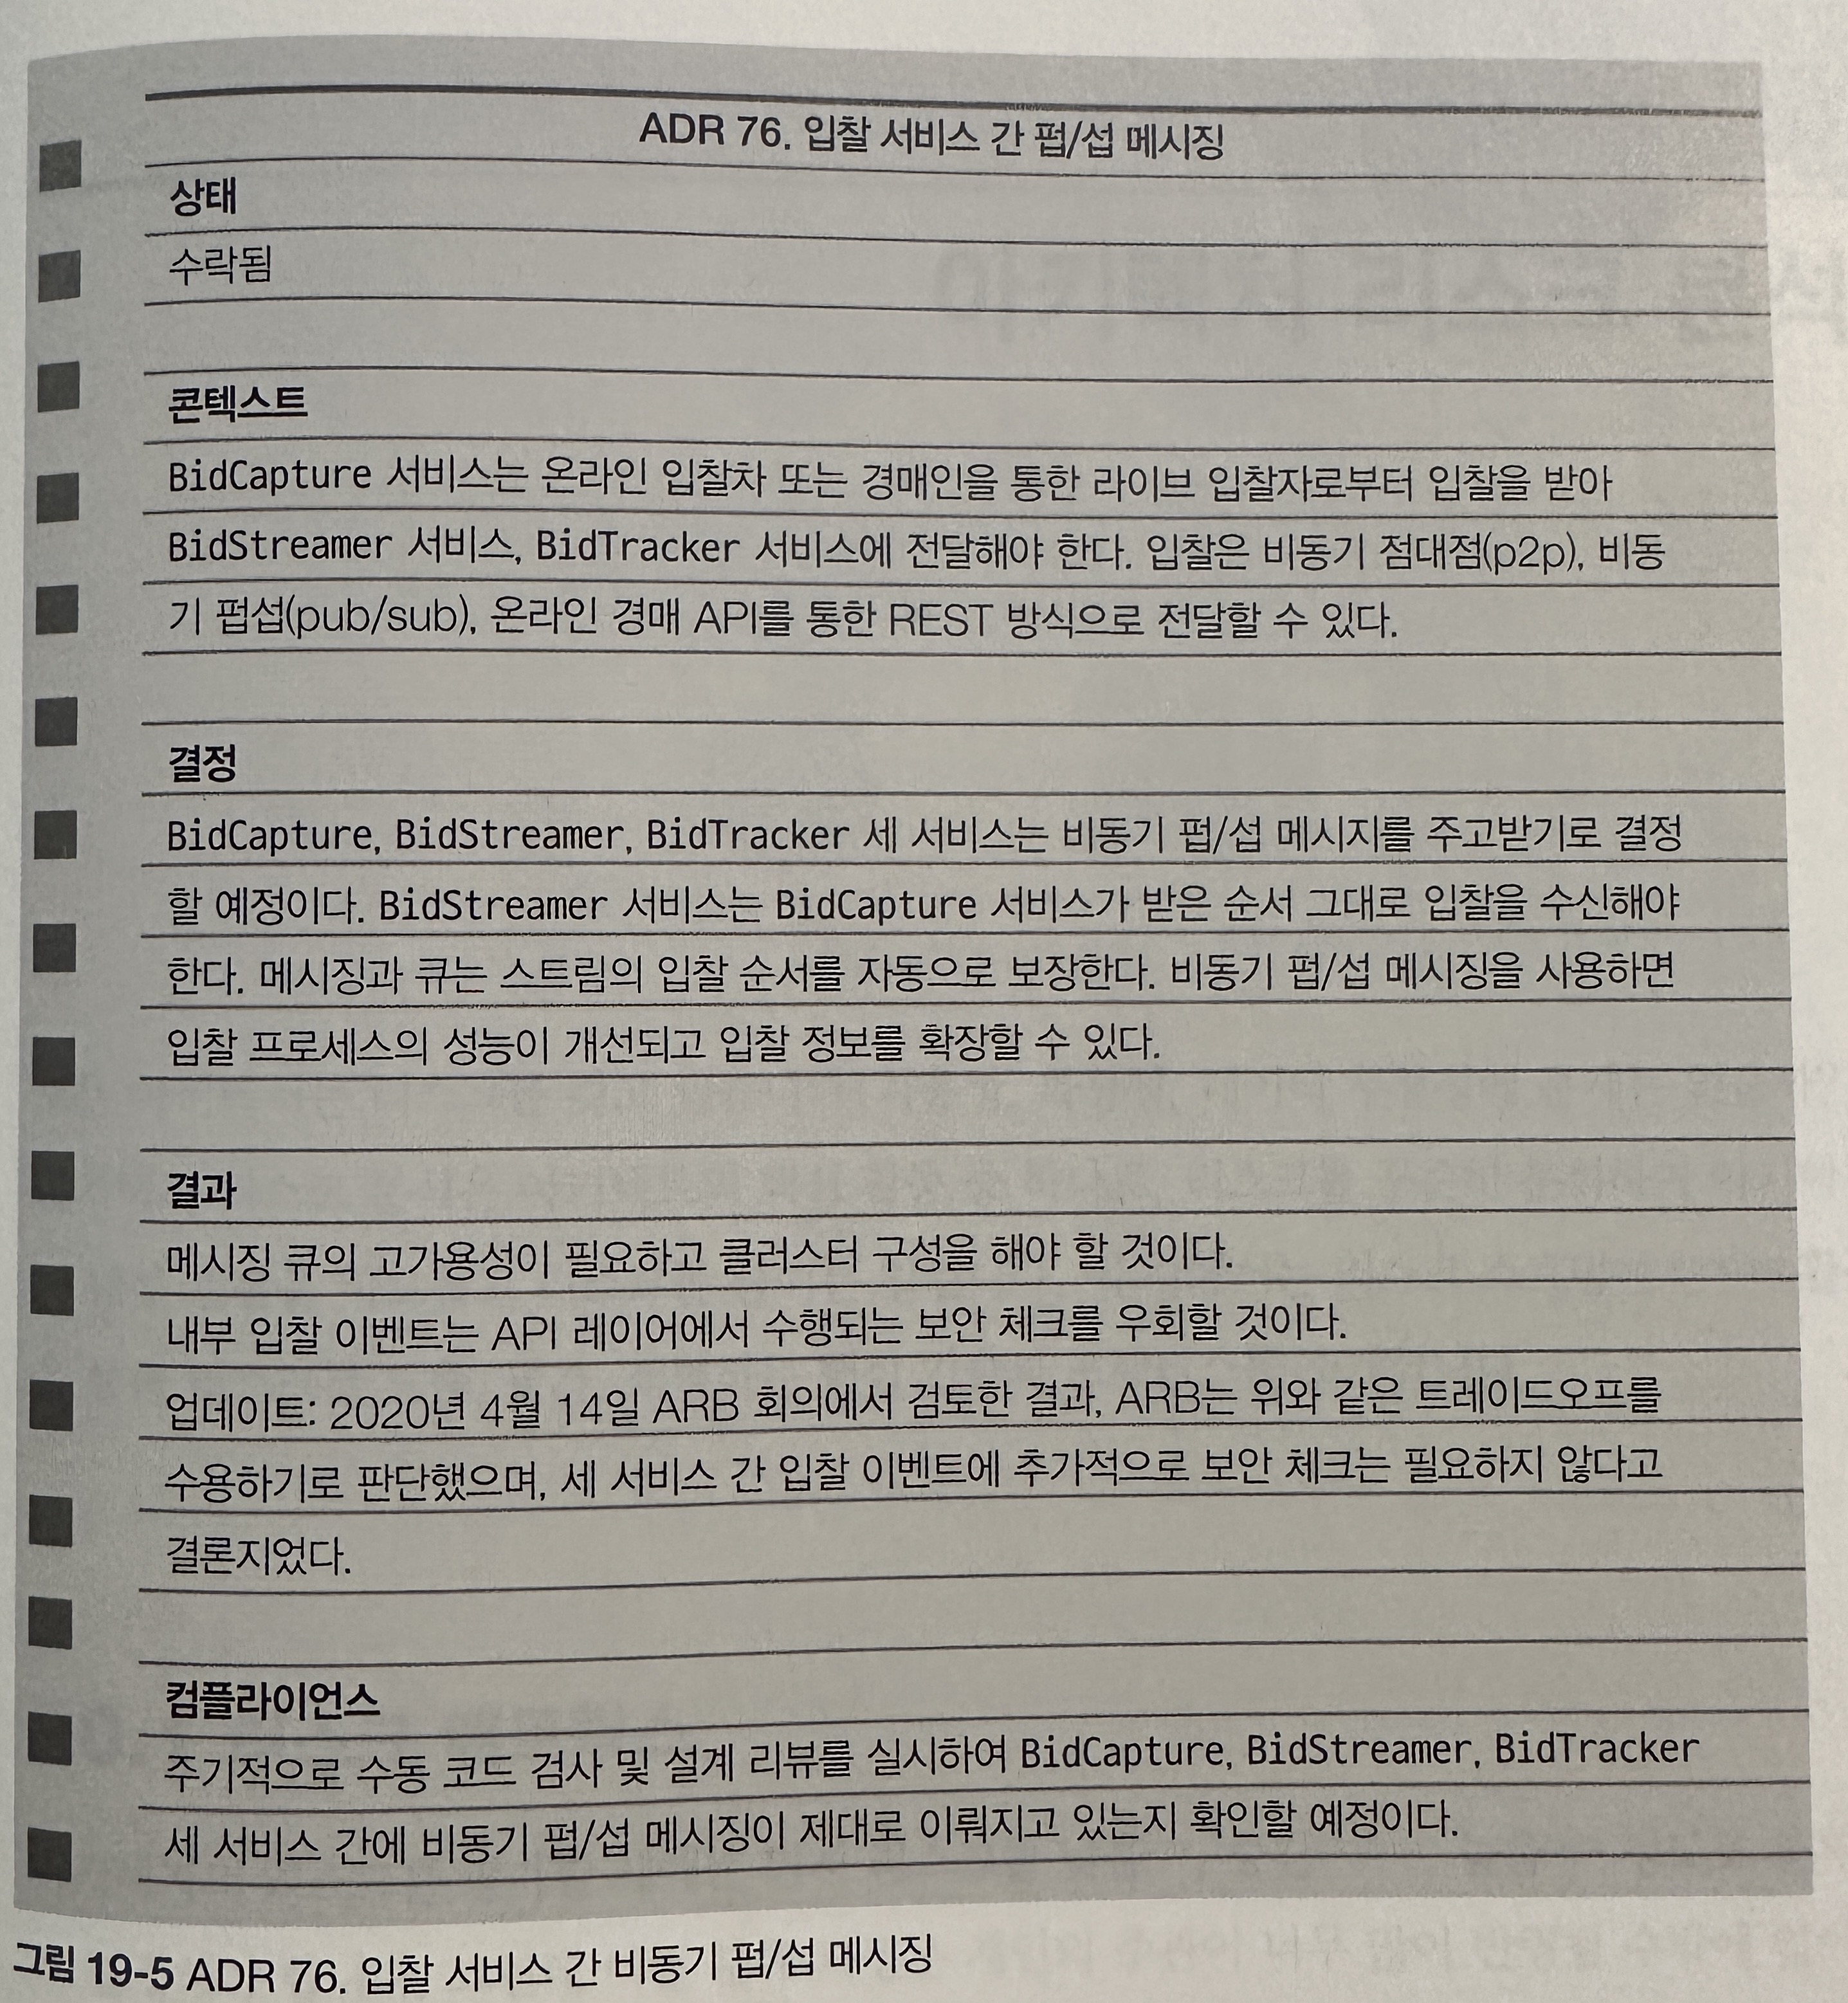 ADR 76. 입찰 서비스 간 펍/섭 메시징
상태
수락됨
콘텍스트
BidCapture 서비스는 온라인 입찰차 또는 경매인을 통한 라이브 입찰자로부터 입찰을 받아
BidStreamer 서비스, BidTracker 서비스에 전달해야 한다. 입찰은 비동기 점대점(p2p), 비동
기 펍섭(pub/sub), 온라인 경매 API를 통한 REST 방식으로 전달할 수 있다.
결정
BidCapture, BidStreamer, BidTracker 세 서비스는 비동기 펍/섭 메시지를 주고받기로 결정
할 예정이다. BidStreamer 서비스는 BidCapture 서비스가 받은 순서 그대로 입찰을 수신해야
한다. 메시징과 큐는 스트림의 입찰 순서를 자동으로 보장한다. 비동기 펍/섭 메시징을 사용하면
입찰 프로세스의 성능이 개선되고 입찰 정보를 확장할 수 있다.
결과
메시징 큐의 고가용성이 필요하고 클러스터 구성을 해야 할 것이다.
내부 입찰 이벤트는 API 레이어에서 수행되는 보안 체크를 우회할 것이다.
업데이트: 2020년 4월 14일 ARB 회의에서 검토한 결과, ARB는 위와 같은 트레이드오프를
수용하기로 판단했으며, 세 서비스 간 입찰 이벤트에 추가적으로 보안 체크는 필요하지 않다고
결론지었다.
컴플라이언스
주기적으로 수동 코드 검사 및 설계 리뷰를 실시하여 BidCapture, BidStreamer, BidTracker
세 서비스 간에 비동기 펍/섭 메시징이 제대로 이뤄지고 있는지 확인할 예정이다.
그림 19-5 ADR 76. 입찰 서비스 간 비동기 펍/섭 메시징